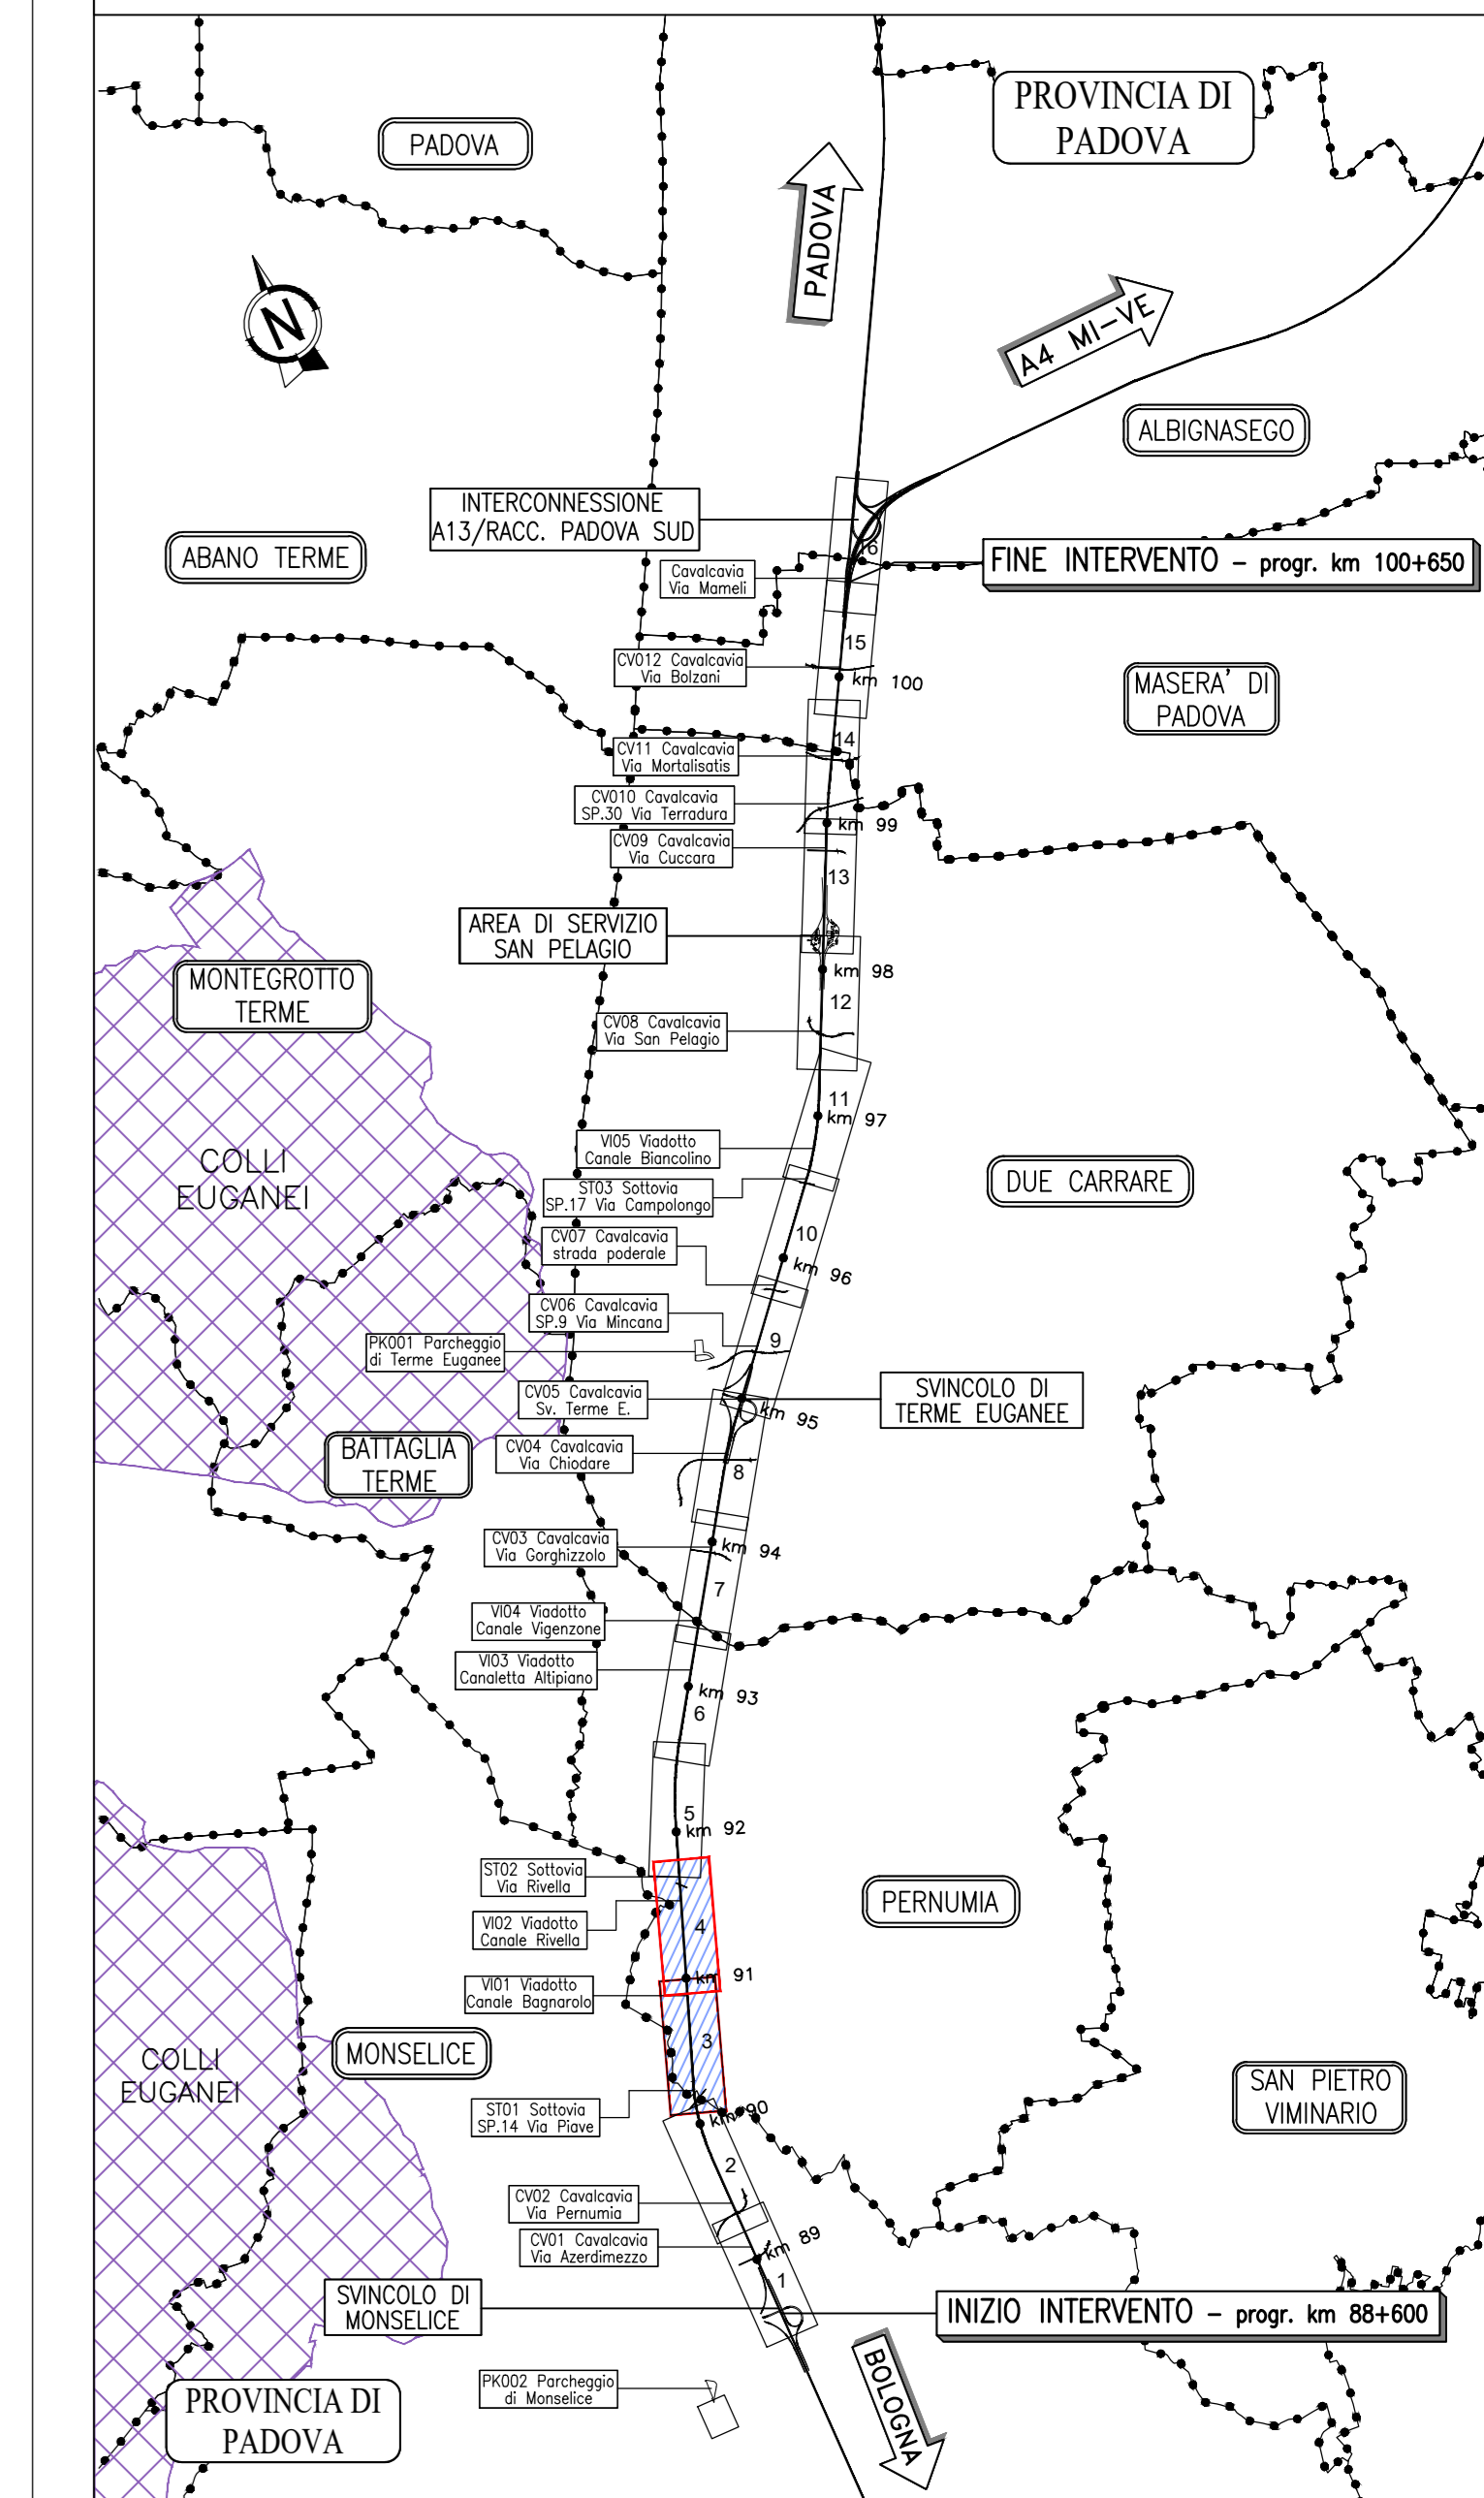 PROVINCIA DI
PADOVA
PADOVA
PADOVA
N
A4 MI-VE
ALBIGNASEGO
INTERCONNESSIONE
A13/RACC. PADOVA SUD
ABANO TERME
16
FINE INTERVENTO - progr. km 100+650
Cavalcavia
Via Mameli
15
CV012 Cavalcavia
Via Bolzani
km 100
MASERA' DI
PADOVA
14
CV11 Cavalcavia
Via Mortalisatis
CV010 Cavalcavia
SP.30 Via Terradura
km 99
CV09 Cavalcavia
Via Cuccara
13
AREA DI SERVIZIO
SAN PELAGIO
km 98
MONTEGROTTO
TERME
12
CV08 Cavalcavia
Via San Pelagio
11
km 97
VI05 Viadotto
Canale Biancolino
COLLI
EUGANEI
DUE CARRARE
ST03 Sottovia
SP.17 Via Campolongo
10
CV07 Cavalcavia
strada poderale
km 96
CV06 Cavalcavia
SP.9 Via Mincana
9
PK001 Parcheggio
di Terme Euganee
CV05 Cavalcavia
Sv. Terme E.
SVINCOLO DI
TERME EUGANEE
km 95
BATTAGLIA
TERME
CV04 Cavalcavia
Via Chiodare
8
CV03 Cavalcavia
Via Gorghizzolo
km 94
7
VI04 Viadotto
Canale Vigenzone
VI03 Viadotto
Canaletta Altipiano
km 93
6
5
km 92
ST02 Sottovia
Via Rivella
PERNUMIA
VI02 Viadotto
Canale Rivella
4
km 91
VI01 Viadotto
Canale Bagnarolo
3
MONSELICE
COLLI
EUGANEI
SAN PIETRO
VIMINARIO
ST01 Sottovia
SP.14 Via Piave
km 90
2
CV02 Cavalcavia
Via Pernumia
CV01 Cavalcavia
Via Azerdimezzo
km 89
1
SVINCOLO DI
MONSELICE
INIZIO INTERVENTO - progr. km 88+600
PK002 Parcheggio
di Monselice
BOLOGNA
PROVINCIA DI
PADOVA